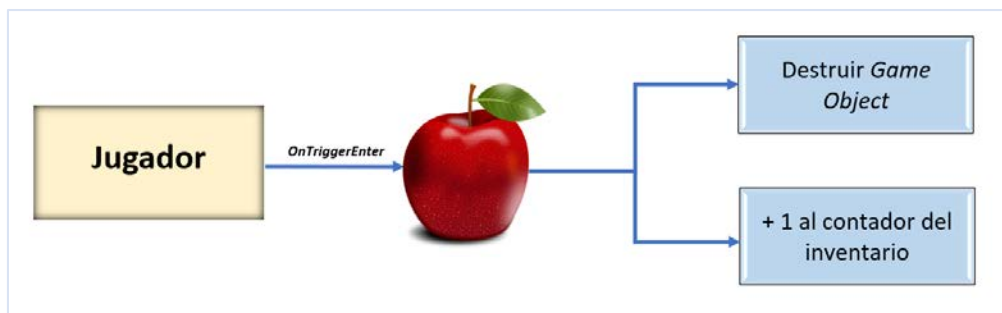 Jugador
OnTriggerEnter
Destruir Game
Object
+ 1 al contador del
inventario